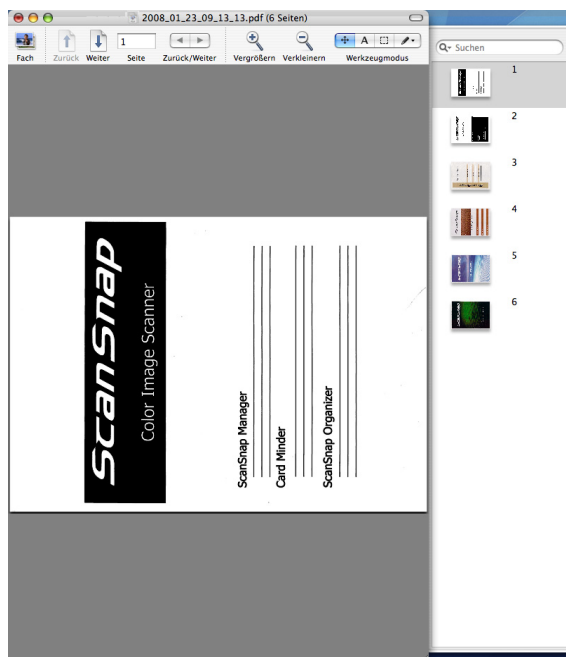 2008_01_23_09_13_13.pdf (6 Seiten)
1
Fach Zurück Weiter Seite Zurück/Weiter Vergrößern Verkleinern Werkzeugmodus
A
Suchen
1
2
3
4
5
6
ScanSnap
Color Image Scanner
ScanSnap Manager
Card Minder
ScanSnap Organizer